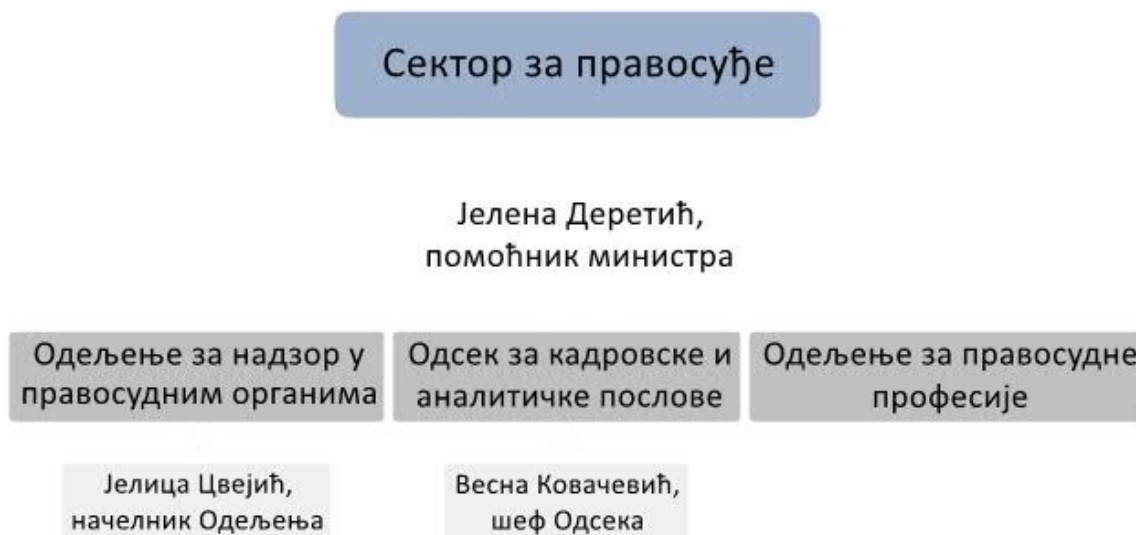 Сектор за правосуђе
Јелена Деретић,
помоћник министра
Одељење за надзор у
правосудним органима
Одсек за кадровске и
аналитичке послове
Одељење за правосудне
професије
Јелица Цвејић,
начелник Одељења
Весна Ковачевић,
шеф Одсека